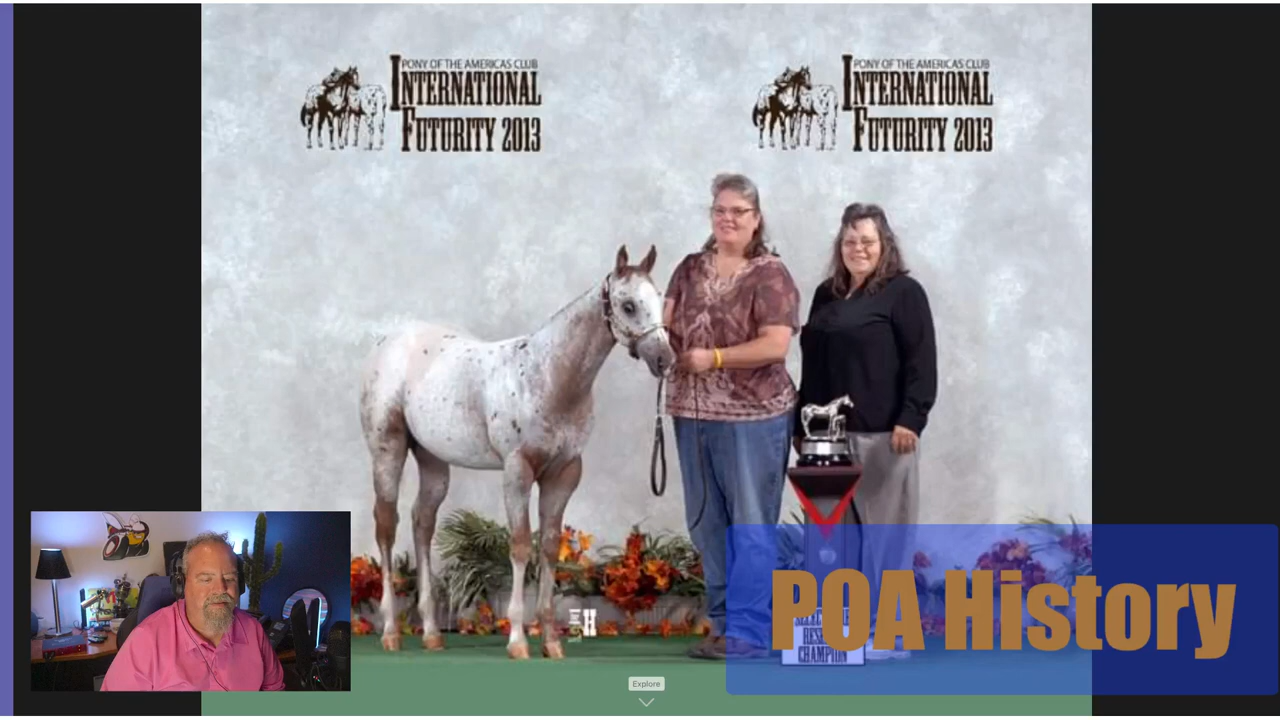 PONY OF THE AMERICAS CLUB
INTERNATIONAL
FUTURITY 2013
PONY OF THE AMERICAS CLUB
INTERNATIONAL
FUTURITY 2013
H
POA History
CHAMPION
Explore